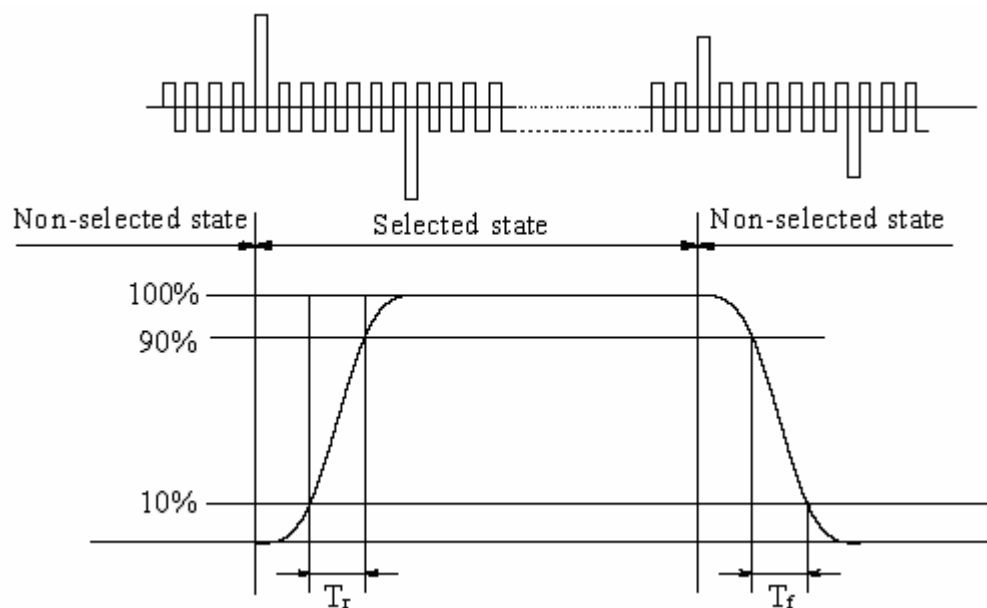 Non-selected state
Selected state
Non-selected state
100%
90%
10%
Tr
Tf